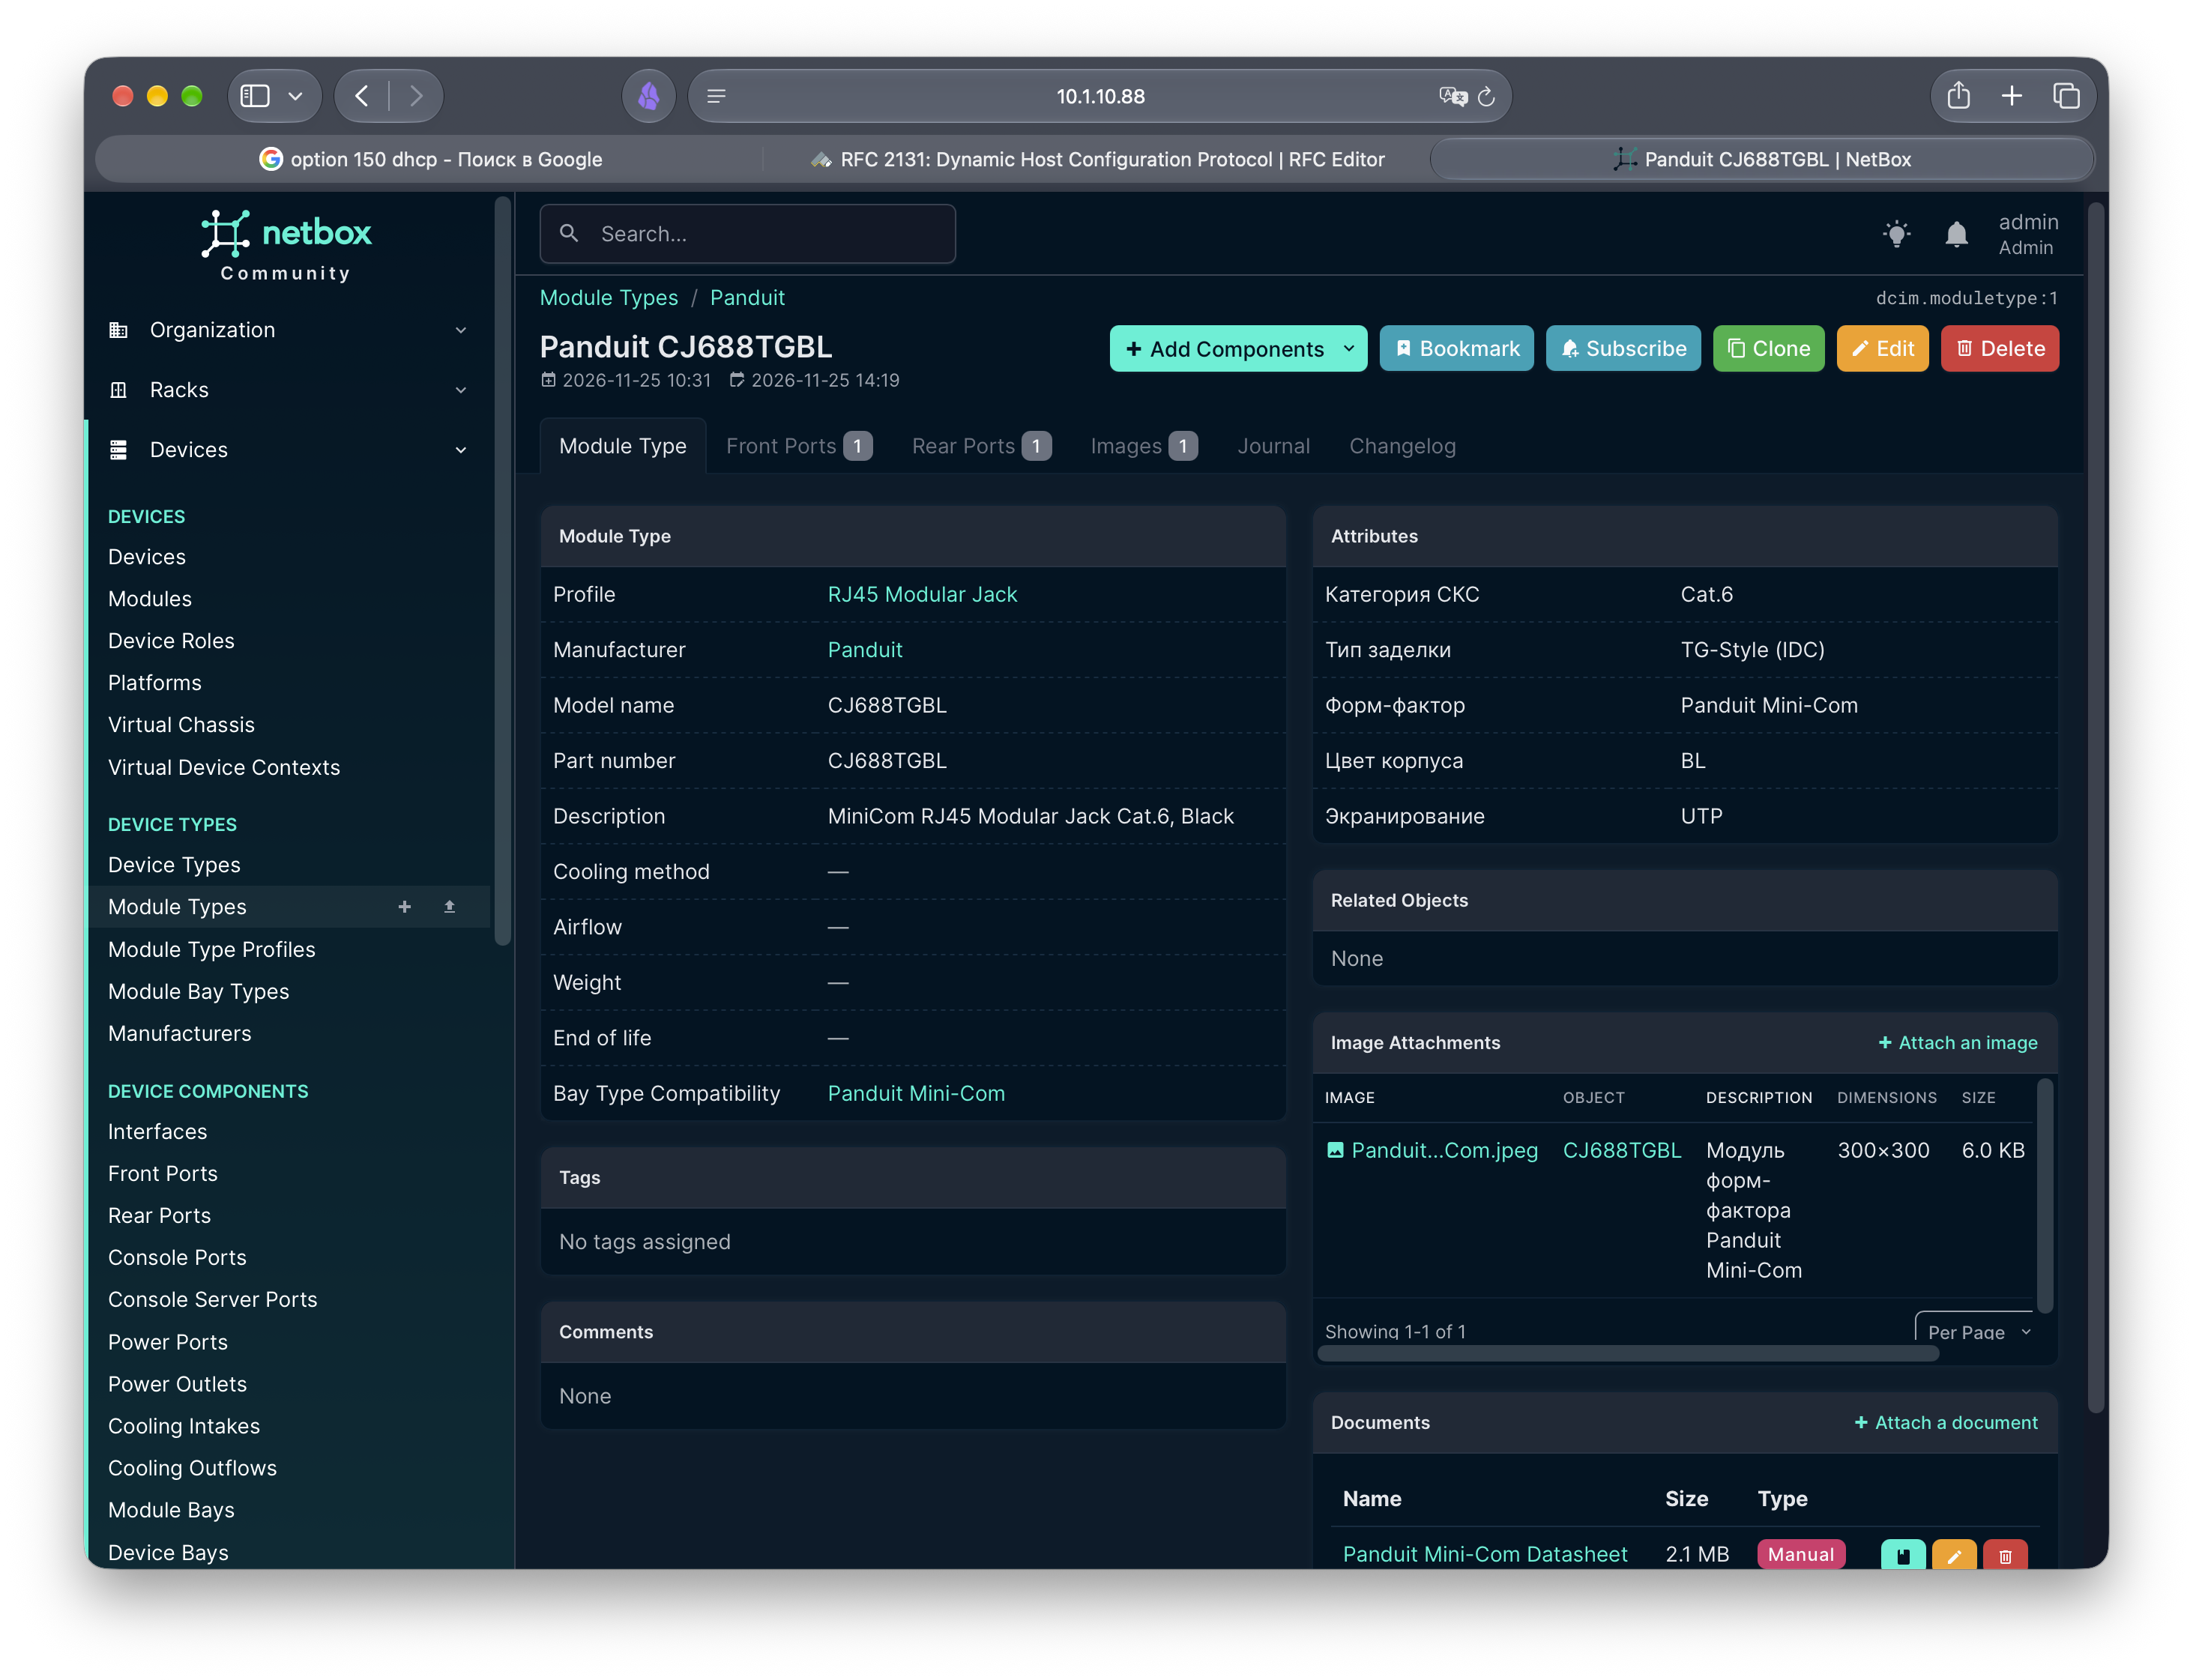 10.1.10.88
option 150 dhcp - Поиск в Google
RFC 2131: Dynamic Host Configuration Protocol | RFC Editor
Panduit CJ688TGBL | NetBox
netbox
Community
Organization
Racks
Devices
DEVICES
Devices
Modules
Device Roles
Platforms
Virtual Chassis
Virtual Device Contexts
DEVICE TYPES
Device Types
Module Types
Module Type Profiles
Module Bay Types
Manufacturers
DEVICE COMPONENTS
Interfaces
Front Ports
Rear Ports
Console Ports
Console Server Ports
Power Ports
Power Outlets
Cooling Intakes
Cooling Outflows
Module Bays
Device Bays
Search...
admin
Admin
Module Types / Panduit
dcim.moduletype:1
Panduit CJ688TGBL
2026-11-25 10:31 2026-11-25 14:19
+ Add Components
Bookmark
Subscribe
Clone
Edit
Delete
Module Type
Front Ports 1
Rear Ports 1
Images 1
Journal
Changelog
Module Type
Profile RJ45 Modular Jack
Manufacturer Panduit
Model name CJ688TGBL
Part number CJ688TGBL
Description MiniCom RJ45 Modular Jack Cat.6, Black
Cooling method —
Airflow —
Weight —
End of life —
Bay Type Compatibility Panduit Mini-Com
Tags
No tags assigned
Comments
None
Attributes
Категория СКС Cat.6
Тип заделки TG-Style (IDC)
Форм-фактор Panduit Mini-Com
Цвет корпуса BL
Экранирование UTP
Related Objects
None
Image Attachments
+ Attach an image
IMAGE OBJECT DESCRIPTION DIMENSIONS SIZE
Panduit...Com.jpeg CJ688TGBL Модуль 300×300 6.0 KB
форм-
фактора
Panduit
Mini-Com
Showing 1-1 of 1
Per Page
Documents
+ Attach a document
Name Size Type
Panduit Mini-Com Datasheet 2.1 MB Manual